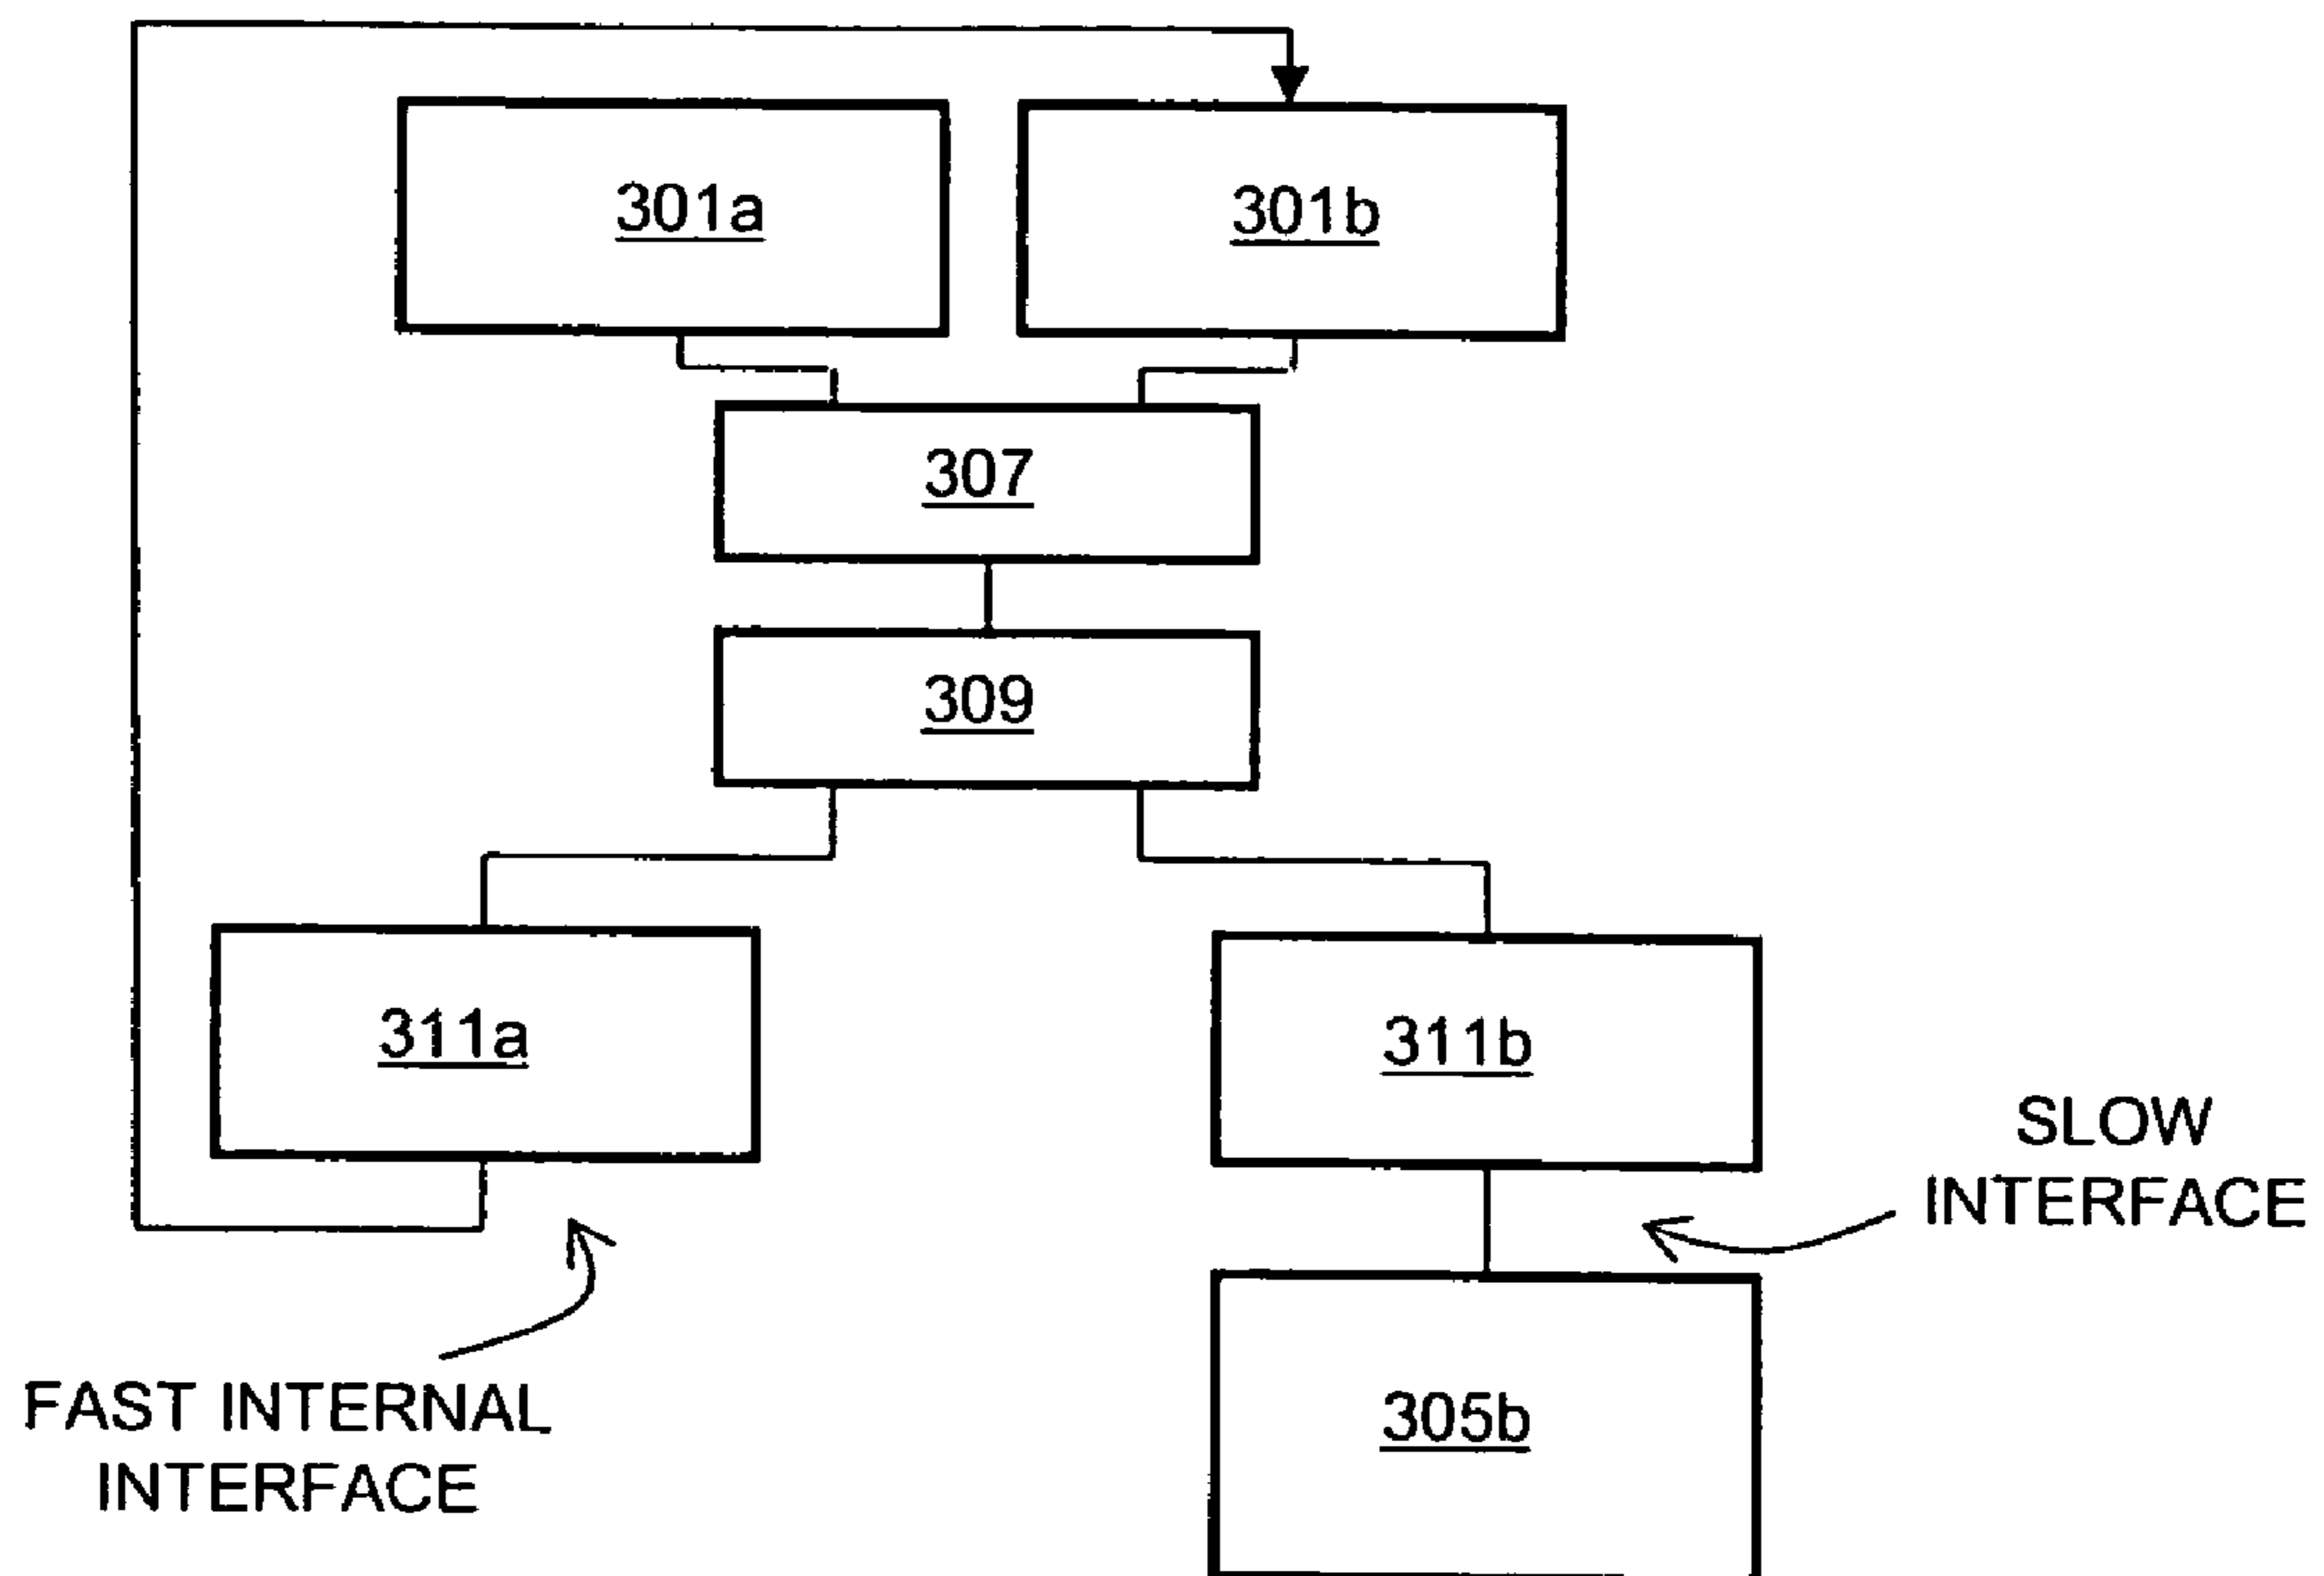 301a
301b
307
309
311a
311b
SLOW
INTERFACE
305b
FAST INTERNAL
INTERFACE